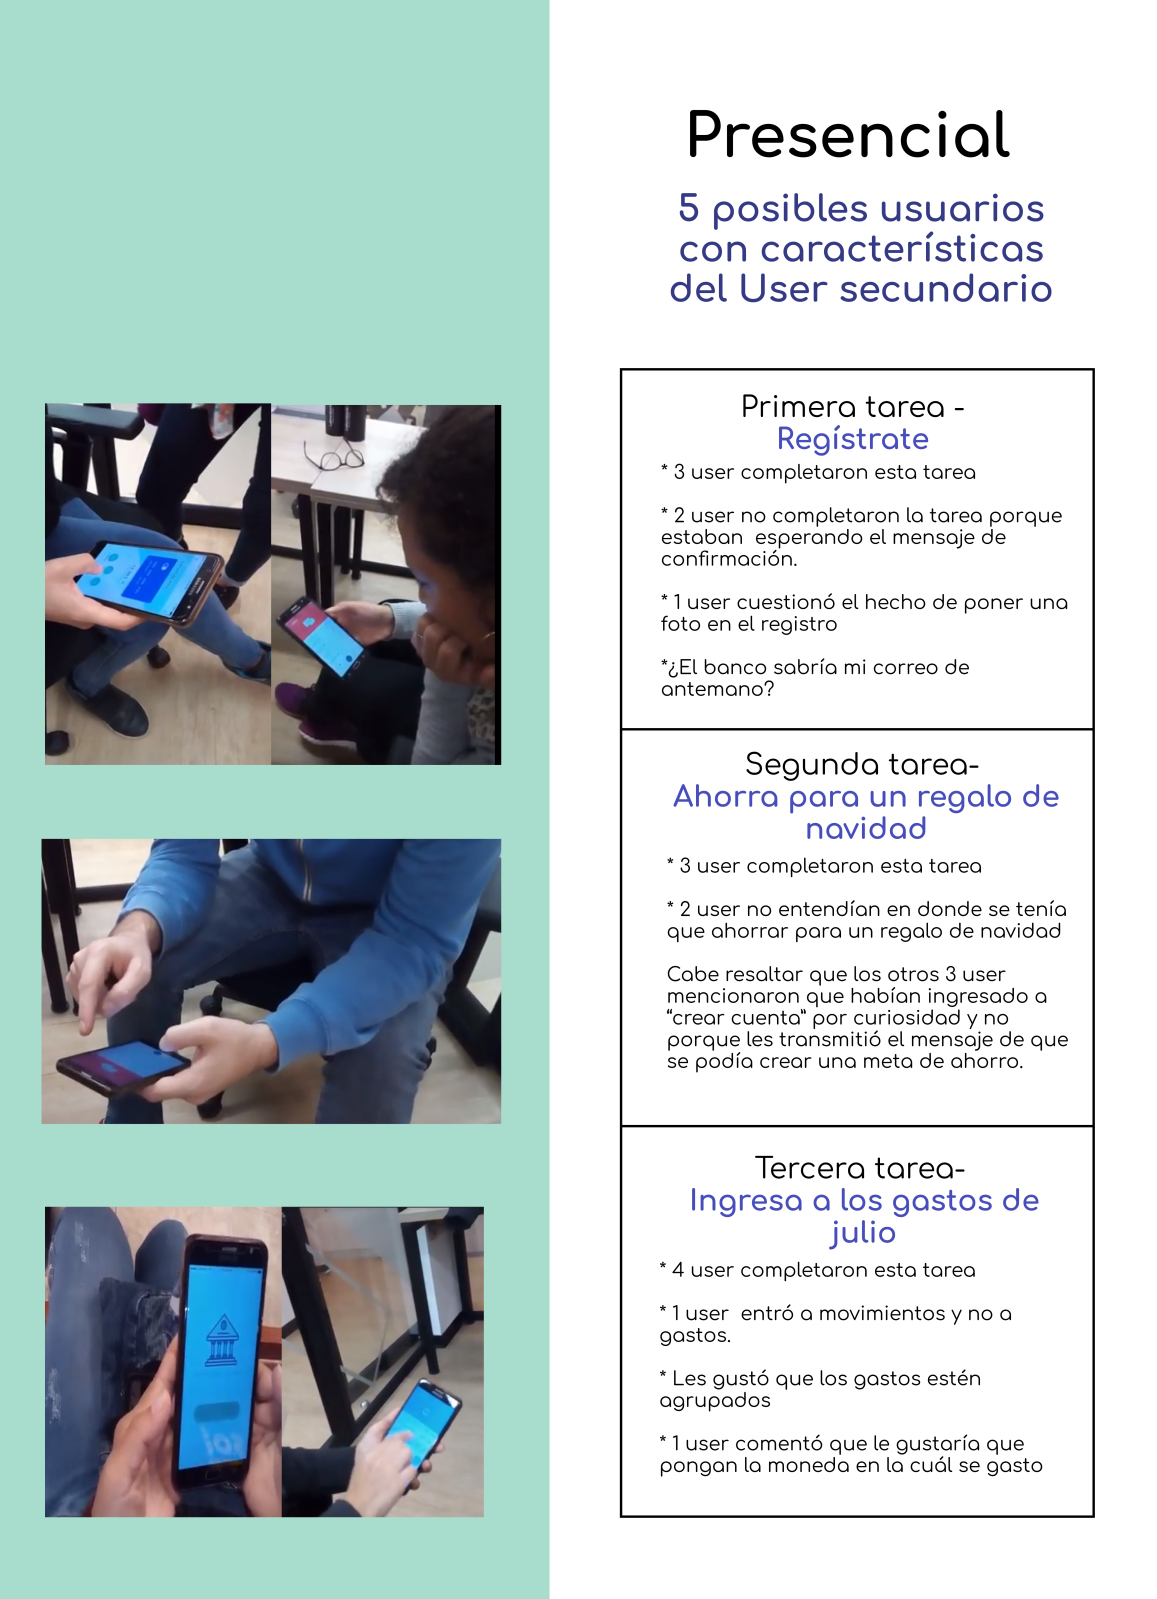 Presencial
5 posibles usuarios
con características
del User secundario
Primera tarea -
Regístrate
* 3 user completaron esta tarea
* 2 user no completaron la tarea porque
estaban  esperando el mensaje de
confirmación.
* 1 user cuestionó el hecho de poner una
foto en el registro
*¿El banco sabría mi correo de
antemano?
Segunda tarea-
Ahorra para un regalo de
navidad
* 3 user completaron esta tarea
* 2 user no entendían en donde se tenía
que ahorrar para un regalo de navidad
Cabe resaltar que los otros 3 user
mencionaron que habían ingresado a
“crear cuenta” por curiosidad y no
porque les transmitió el mensaje de que
se podía crear una meta de ahorro.
Tercera tarea-
Ingresa a los gastos de
julio
* 4 user completaron esta tarea
* 1 user  entró a movimientos y no a
gastos.
* Les gustó que los gastos estén
agrupados
* 1 user comentó que le gustaría que
pongan la moneda en la cuál se gasto